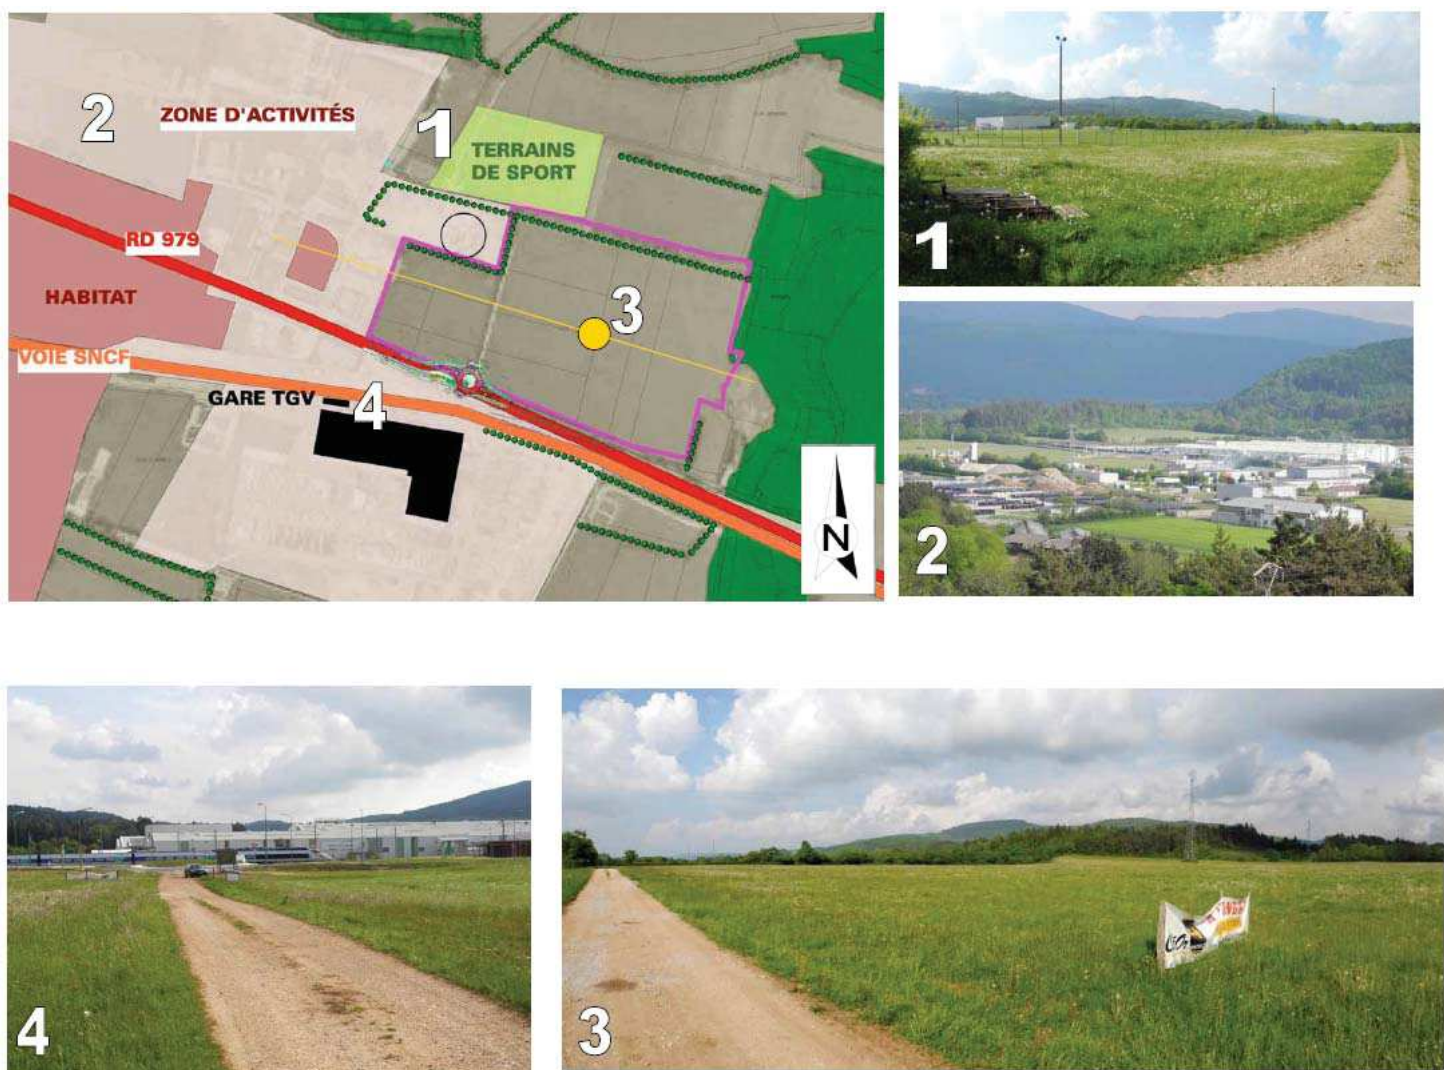 2
ZONE D'ACTIVITÉS
1
TERRAINS
DE SPORT
RD 979
HABITAT
3
VOIE SNCF
GARE TGV
4
N
1
2
4
3